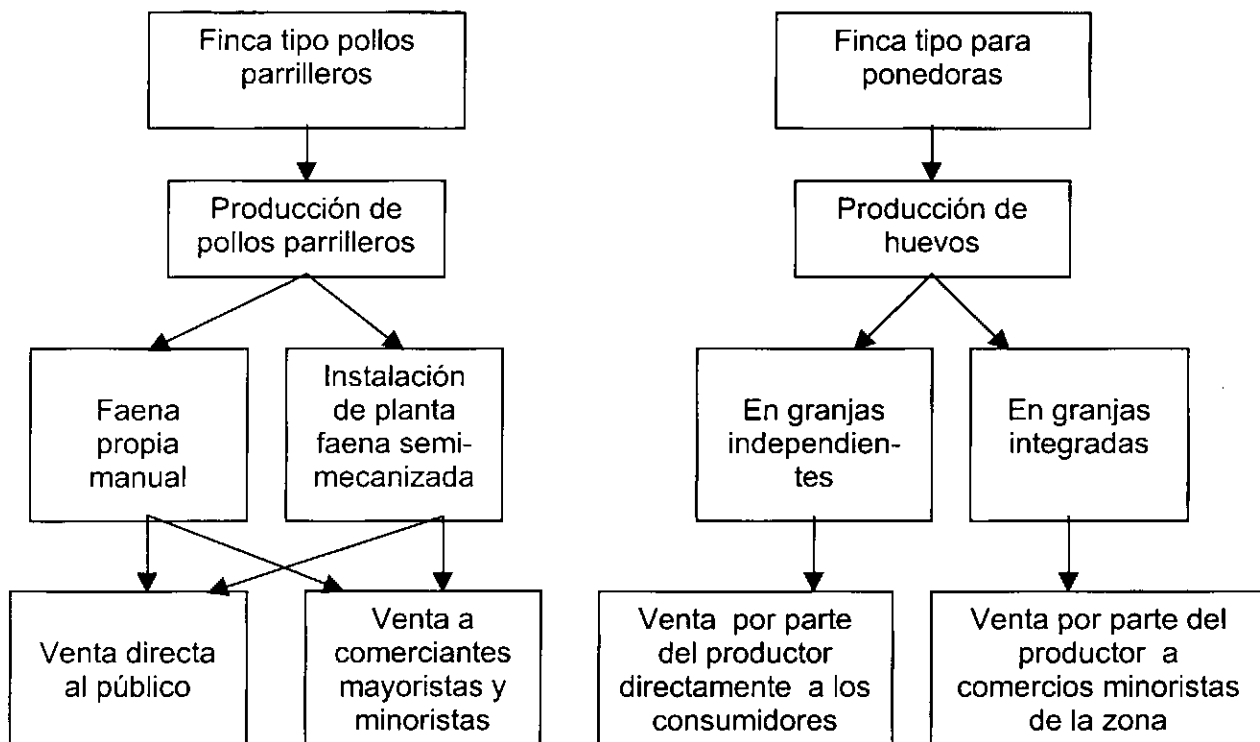 Finca tipo pollos
parrilleros
Finca tipo para
ponedoras
Producción de
pollos parrilleros
Producción de
huevos
Faena
propia
manual
Instalación
de planta
faena semi-
mecanizada
En granjas
independien-
tes
En granjas
integradas
Venta directa
al público
Venta a
comerciantes
mayoristas y
minoristas
Venta por parte
del productor
directamente a los
consumidores
Venta por parte del
productor a
comercios minoristas
de la zona